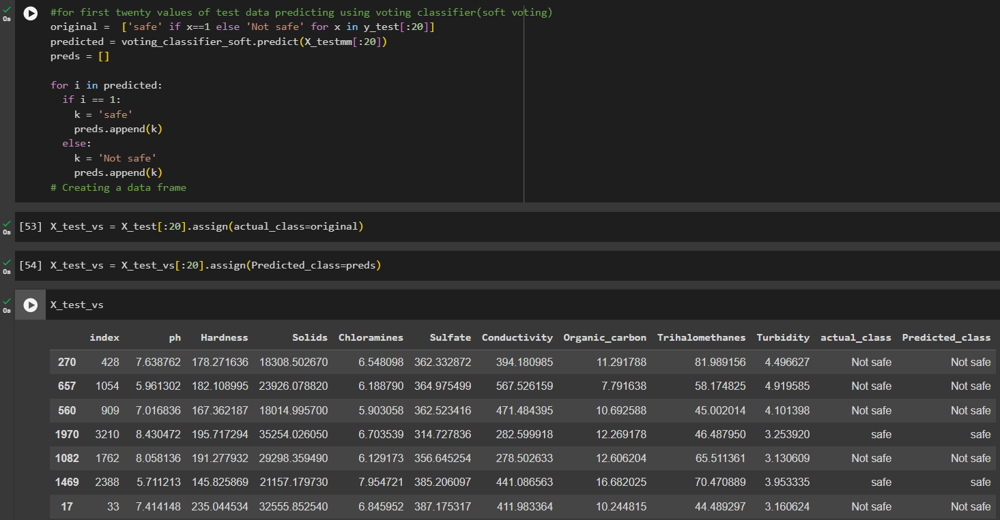 #for first twenty values of test data predicting using voting classifier(soft voting)
0s
original =  ['safe' if x==1 else 'Not safe' for x in y_test[:20]]
predicted = voting_classifier_soft.predict(X_testmm[:20])
preds = []
for i in predicted:
  if i == 1:
    k = 'safe'
    preds.append(k)
  else:
    k = 'Not safe'
    preds.append(k)
# Creating a data frame
[53] X_test_vs = X_test[:20].assign(actual_class=original)
0s
[54] X_test_vs = X_test_vs[:20].assign(Predicted_class=preds)
0s
X_test_vs
0s
index ph Hardness Solids Chloramines Sulfate Conductivity Organic_carbon Trihalomethanes Turbidity actual_class Predicted_class
270 428 7.638762 178.271636 18308.502670 6.548098 362.332872 394.180985 11.291788 81.989156 4.496627 Not safe Not safe
657 1054 5.961302 182.108995 23926.078820 6.188790 364.975499 567.526159 7.791638 58.174825 4.919585 Not safe Not safe
560 909 7.016836 167.362187 18014.995700 5.903058 362.523416 471.484395 10.692588 45.002014 4.101398 Not safe Not safe
1970 3210 8.430472 195.717294 35254.026050 6.703539 314.727836 282.599918 12.269178 46.487950 3.253920 safe safe
1082 1762 8.058136 191.277932 29298.359490 6.129173 356.645254 278.502633 12.606204 65.511361 3.130609 Not safe Not safe
1469 2388 5.711213 145.825869 21157.179730 7.954721 385.206097 441.086563 16.682025 70.470889 3.953335 safe safe
17 33 7.414148 235.044534 32555.852540 6.845952 387.175317 411.983364 10.244815 44.489297 3.160624 Not safe Not safe